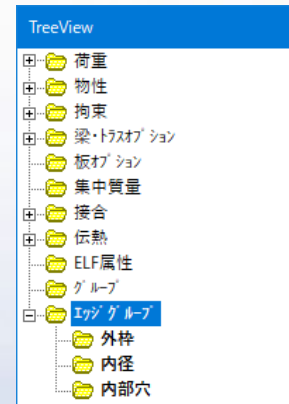 TreeView
荷重
物性
拘束
梁・ﾄﾗｽｵﾌﾟｼｮﾝ
板ｵﾌﾟｼｮﾝ
集中質量
接合
伝熱
ELF属性
ｸﾞﾙｰﾌﾟ
ｴｯｼﾞｸﾞﾙｰﾌﾟ
外枠
内径
内部穴